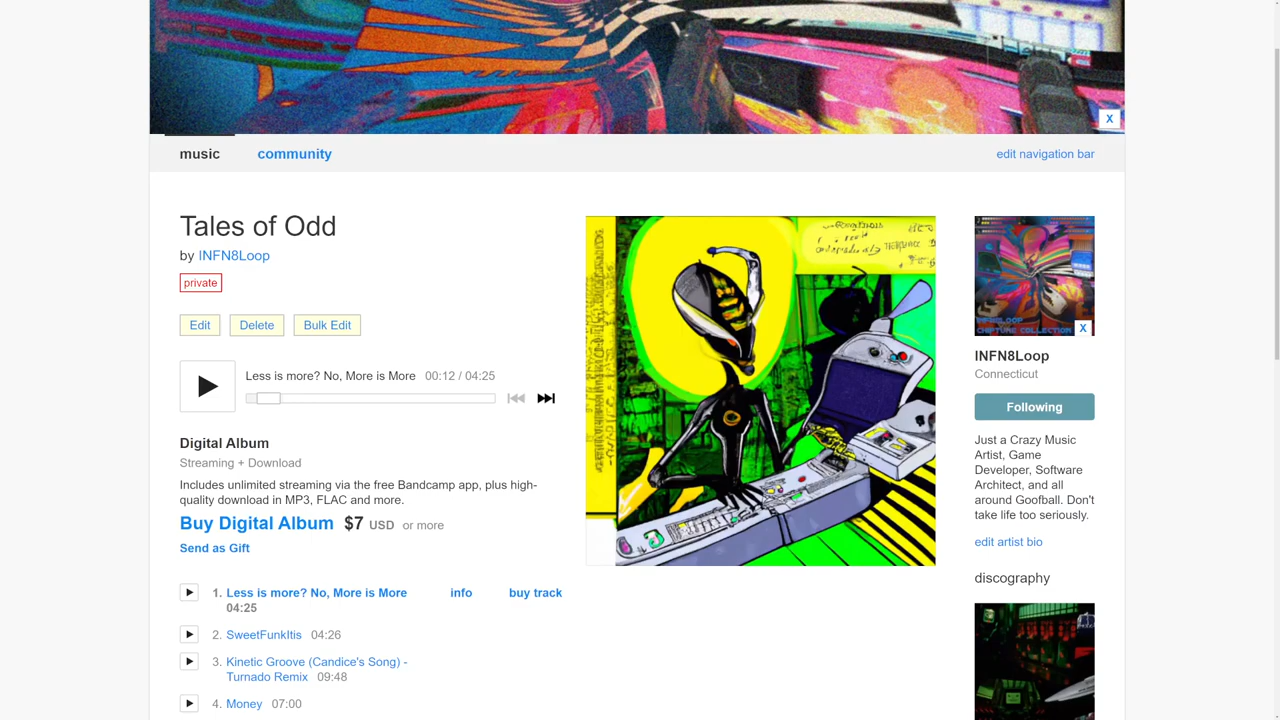 X
music
community
edit navigation bar
Tales of Odd
by INFN8Loop
private
Edit
Delete
Bulk Edit
Less is more? No, More is More 00:12 / 04:25
Digital Album
Streaming + Download
Includes unlimited streaming via the free Bandcamp app, plus high-
quality download in MP3, FLAC and more.
Buy Digital Album $7 USD or more
Send as Gift
1. Less is more? No, More is More info buy track
04:25
2. SweetFunkItis 04:26
3. Kinetic Groove (Candice's Song) -
Turnado Remix 09:48
4. Money 07:00
INFN8LOOP
CHIPTUNE COLLECTION
X
INFN8Loop
Connecticut
Following
Just a Crazy Music
Artist, Game
Developer, Software
Architect, and all
around Goofball. Don't
take life too seriously.
edit artist bio
discography